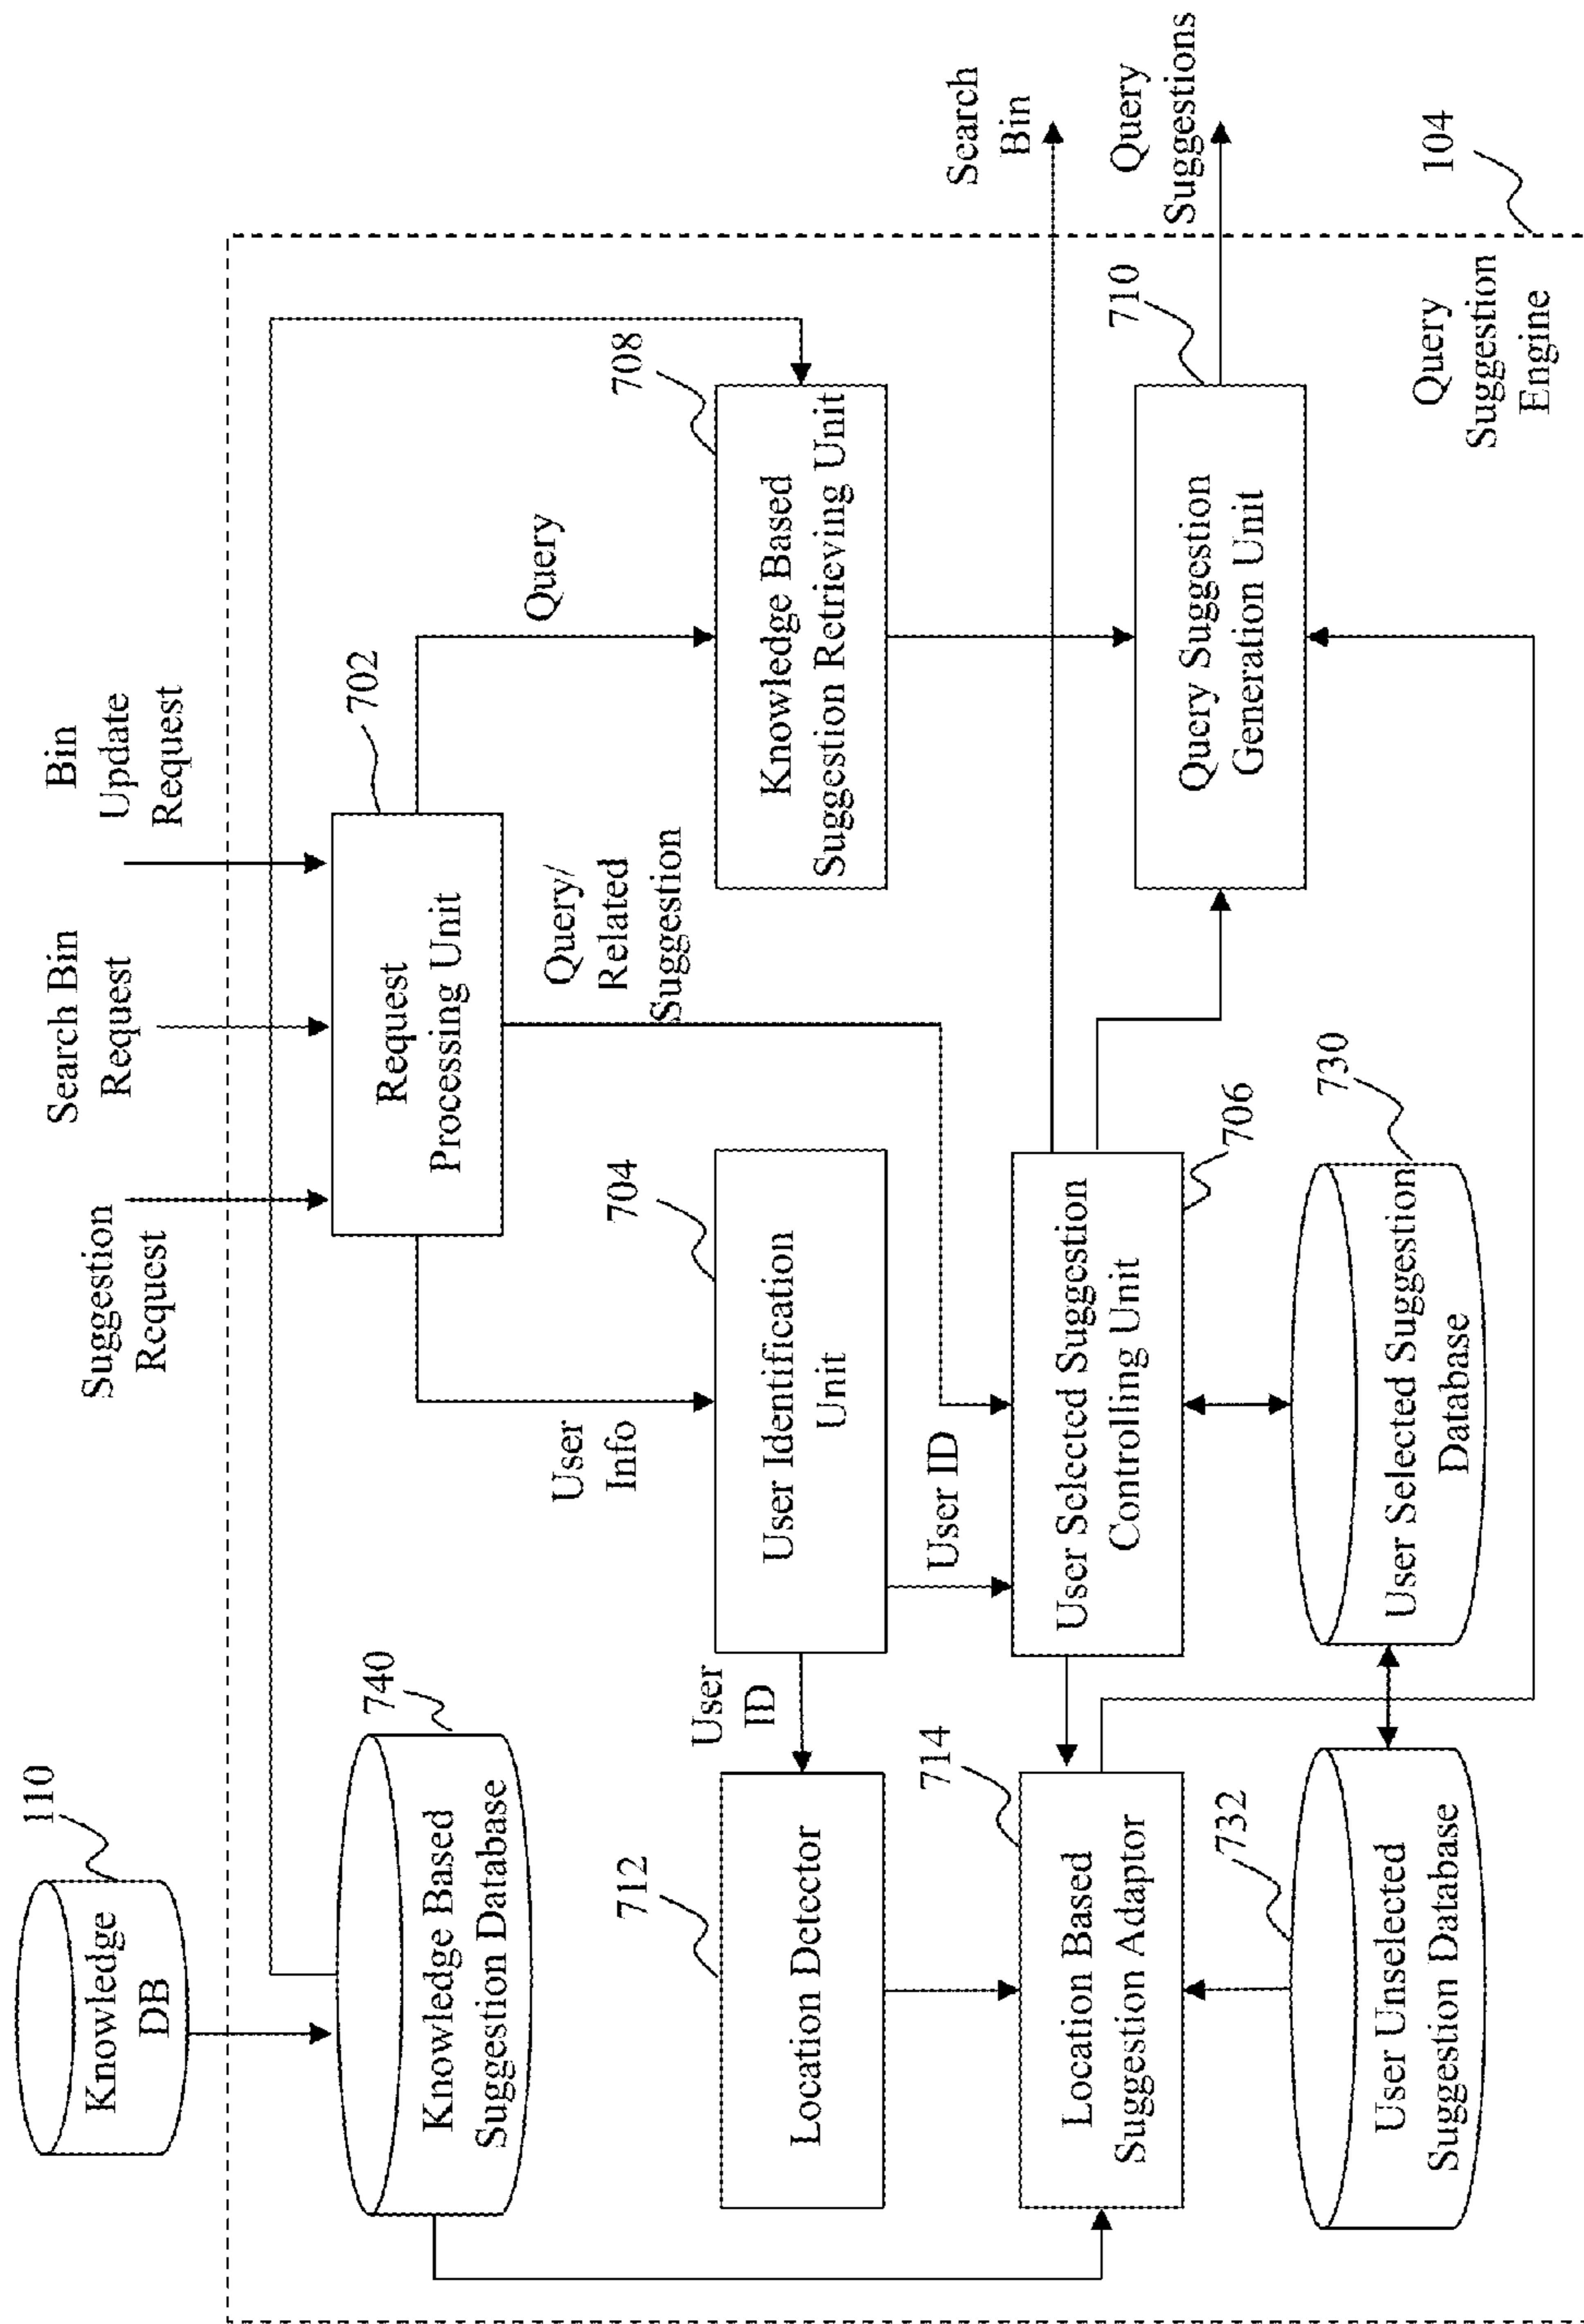 Bin
Update
Request
Search Bin
Request
Suggestion
Request
Knowledge
DB
110
702
Request
Processing Unit
740
Knowledge Based
Suggestion Database
Query
Query/
Related
Suggestion
User
Info
708
Knowledge Based
Suggestion Retrieving Unit
704
User Identification
Unit
User
ID
User ID
712
Location Detector
Search
Bin
Query
Suggestions
710
Query Suggestion
Generation Unit
706
User Selected Suggestion
Controlling Unit
714
Location Based
Suggestion Adaptor
730
User Selected Suggestion
Database
732
User Unselected
Suggestion Database
Query
Suggestion
Engine
104